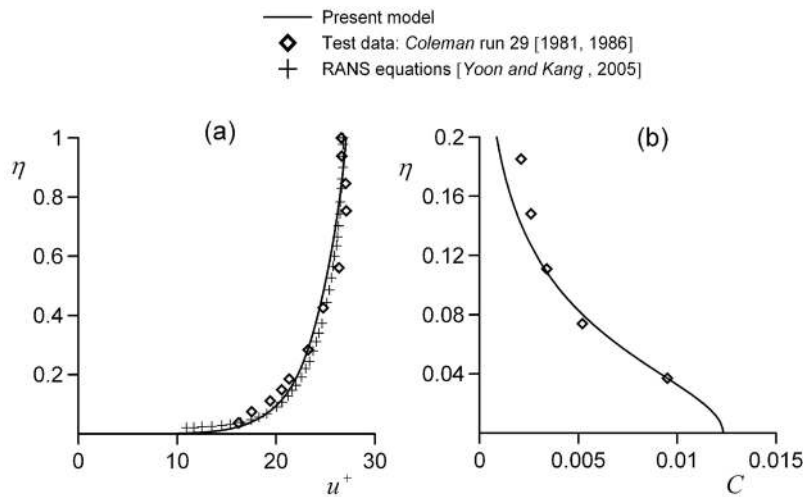 Present model
Test data: Coleman run 29 [1981, 1986]
RANS equations [Yoon and Kang , 2005]
(a)
η
1
0.8
0.6
0.4
0.2
0
10
20
30
u⁺
(b)
η
0.2
0.16
0.12
0.08
0.04
0
0.005
0.01
0.015
C